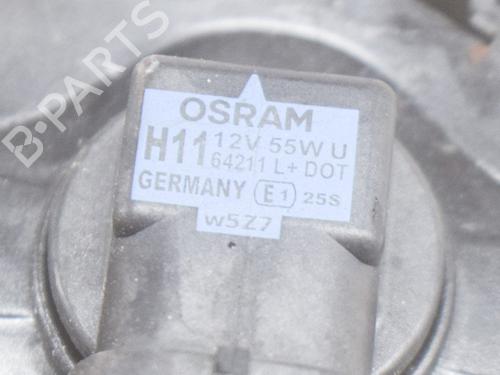 B-PARTS
OSRAM
H11 12V 55W U
64211 L+ DOT
GERMANY E1 25S
W5Z7